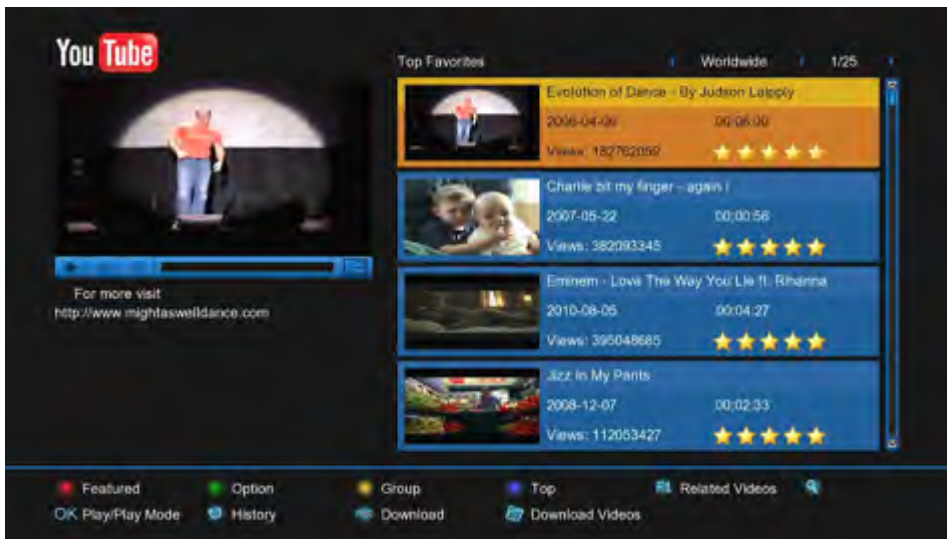 You Tube
Top Favorites
Worldwide
1/25
Evolution of Dance - By Judson Laipply
2006-04-06
00:06:00
Views: 182762059
Charlie bit my finger - again !
2007-05-22
00:00:56
Views: 382093345
Eminem - Love The Way You Lie ft. Rihanna
2010-08-05
00:04:27
Views: 395048685
Jizz In My Pants
2008-12-07
00:02:33
Views: 112053427
For more visit
http://www.mightaswelldance.com
Featured
Option
Group
Top
F1 Related Videos
OK Play/Play Mode
History
Download
Download Videos